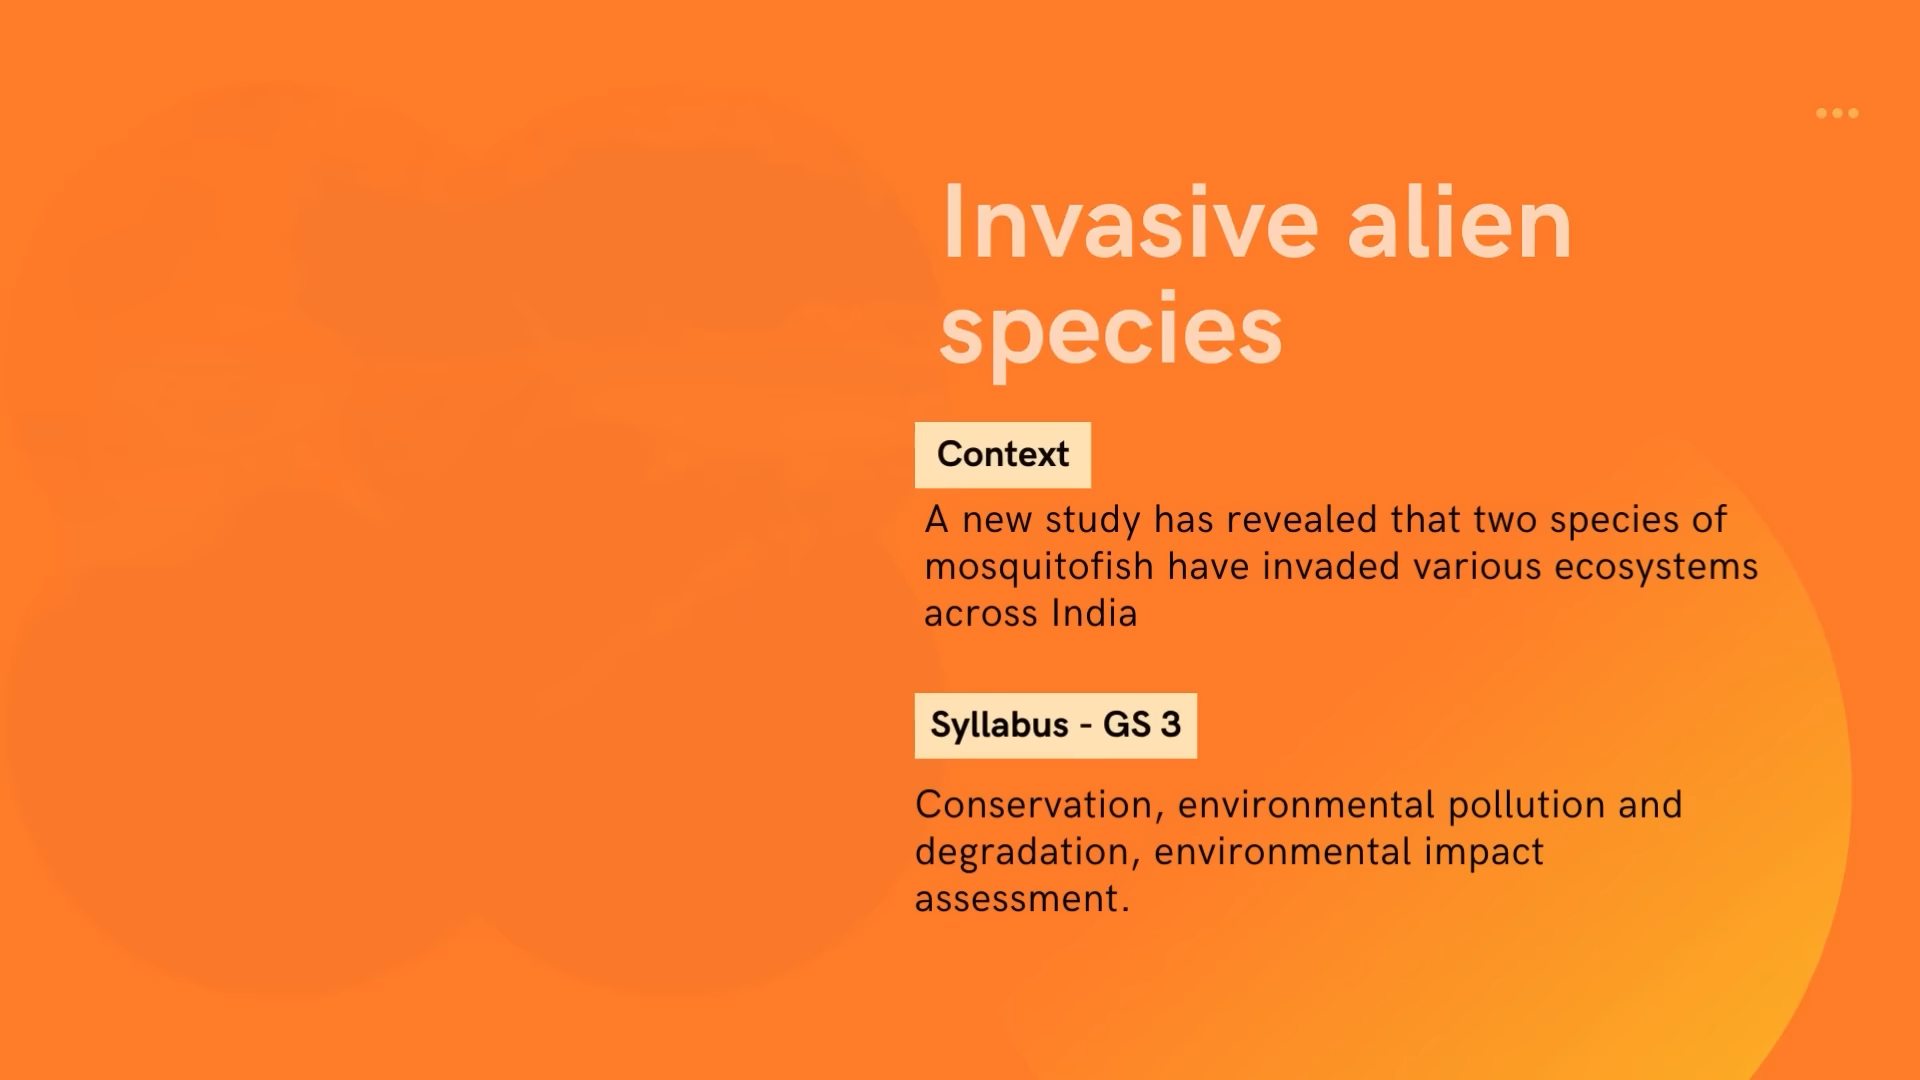 Invasive alien
species
Context
A new study has revealed that two species of
mosquitofish have invaded various ecosystems
across India
Syllabus - GS 3
Conservation, environmental pollution and
degradation, environmental impact
assessment.